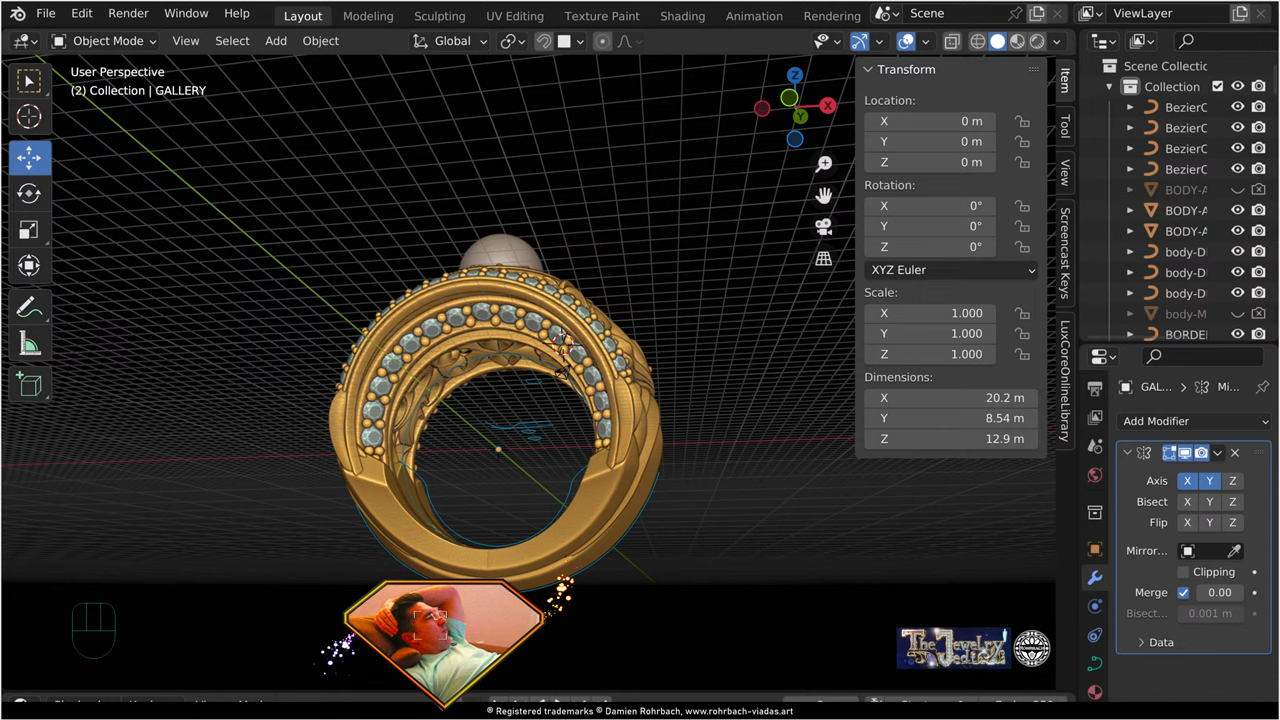 File Edit Render Window Help Layout Modeling Sculpting UV Editing Texture Paint Shading Animation Rendering Scene ViewLayer
Object Mode View Select Add Object Global
User Perspective
(2) Collection | GALLERY
Z
X
Y
Transform
Location:
X 0 m
Y 0 m
Z 0 m
Rotation:
X 0°
Y 0°
Z 0°
XYZ Euler
Scale:
X 1.000
Y 1.000
Z 1.000
Dimensions:
X 20.2 m
Y 8.54 m
Z 12.9 m
Item
Tool
View
Screencast Keys
LuxCoreOnlineLibrary
Scene Collectic
Collection
BezierC
BezierC
BezierC
BezierC
BODY-A
BODY-A
BODY-A
body-D
body-D
body-D
body-M
BORDE
GAL... Mi...
Add Modifier
Axis X Y Z
Bisect X Y Z
Flip X Y Z
Mirror...
Clipping
Merge 0.00
Bisect... 0.001 m
Data
The Jewelry Jedi
ROHRBACH
® Registered trademarks © Damien Rohrbach, www.rohrbach-viadas.art